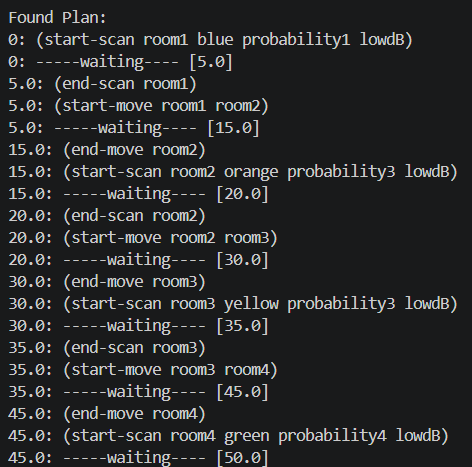 Found Plan:
0: (start-scan room1 blue probability1 lowdB)
0: -----waiting---- [5.0]
5.0: (end-scan room1)
5.0: (start-move room1 room2)
5.0: -----waiting---- [15.0]
15.0: (end-move room2)
15.0: (start-scan room2 orange probability3 lowdB)
15.0: -----waiting---- [20.0]
20.0: (end-scan room2)
20.0: (start-move room2 room3)
20.0: -----waiting---- [30.0]
30.0: (end-move room3)
30.0: (start-scan room3 yellow probability3 lowdB)
30.0: -----waiting---- [35.0]
35.0: (end-scan room3)
35.0: (start-move room3 room4)
35.0: -----waiting---- [45.0]
45.0: (end-move room4)
45.0: (start-scan room4 green probability4 lowdB)
45.0: -----waiting---- [50.0]